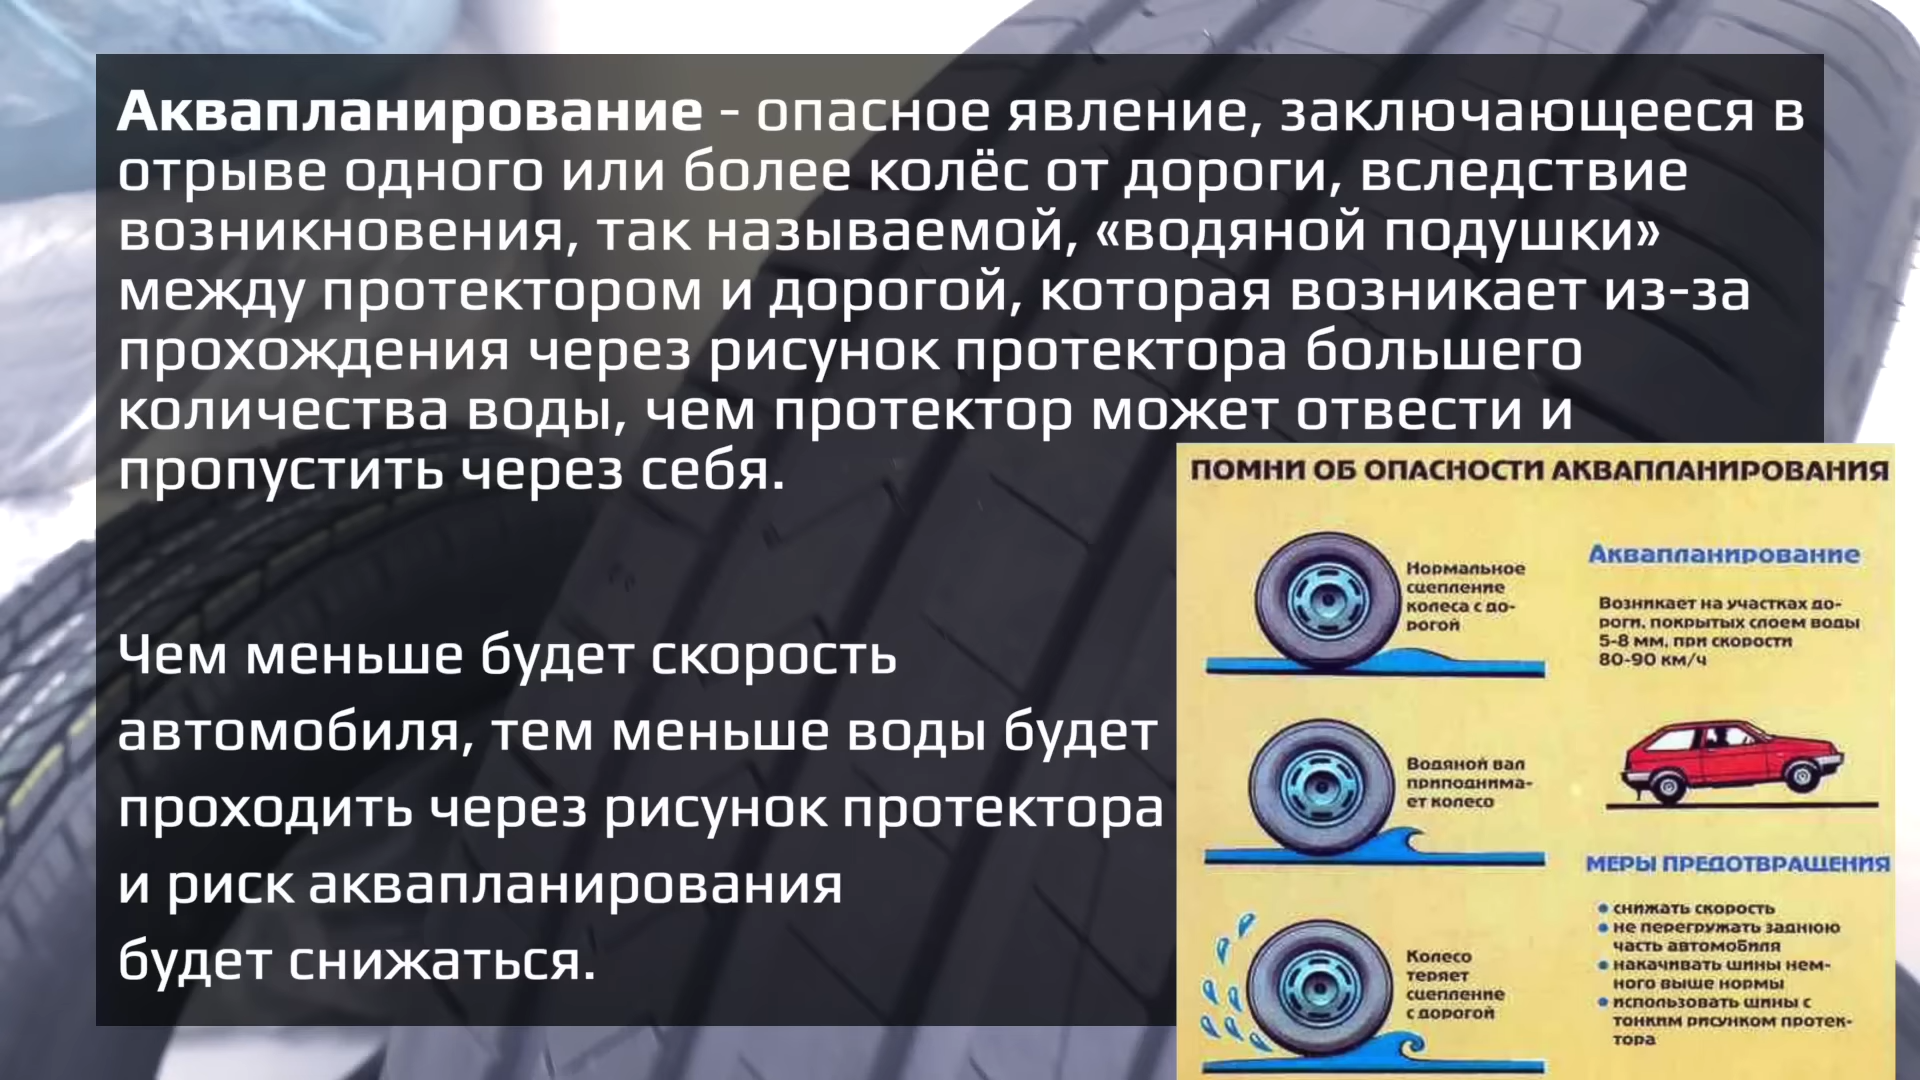 Аквапланирование - опасное явление, заключающееся в
отрыве одного или более колёс от дороги, вследствие
возникновения, так называемой, «водяной подушки»
между протектором и дорогой, которая возникает из-за
прохождения через рисунок протектора большего
количества воды, чем протектор может отвести и
пропустить через себя.
Чем меньше будет скорость
автомобиля, тем меньше воды будет
проходить через рисунок протектора
и риск аквапланирования
будет снижаться.
ПОМНИ ОБ ОПАСНОСТИ АКВАПЛАНИРОВАНИЯ
Нормальное
сцепление
колеса с до-
рогой
Водяной вал
приподнима-
ет колесо
Колесо
теряет
сцепление
с дорогой
Аквапланирование
Возникает на участках до-
роги, покрытых слоем воды
5-8 мм, при скорости
80-90 км/ч
МЕРЫ ПРЕДОТВРАЩЕНИЯ
• снижать скорость
• не перегружать заднюю
часть автомобиля
• накачивать шины нем-
ного выше нормы
• использовать шины с
тонким рисунком протек-
тора